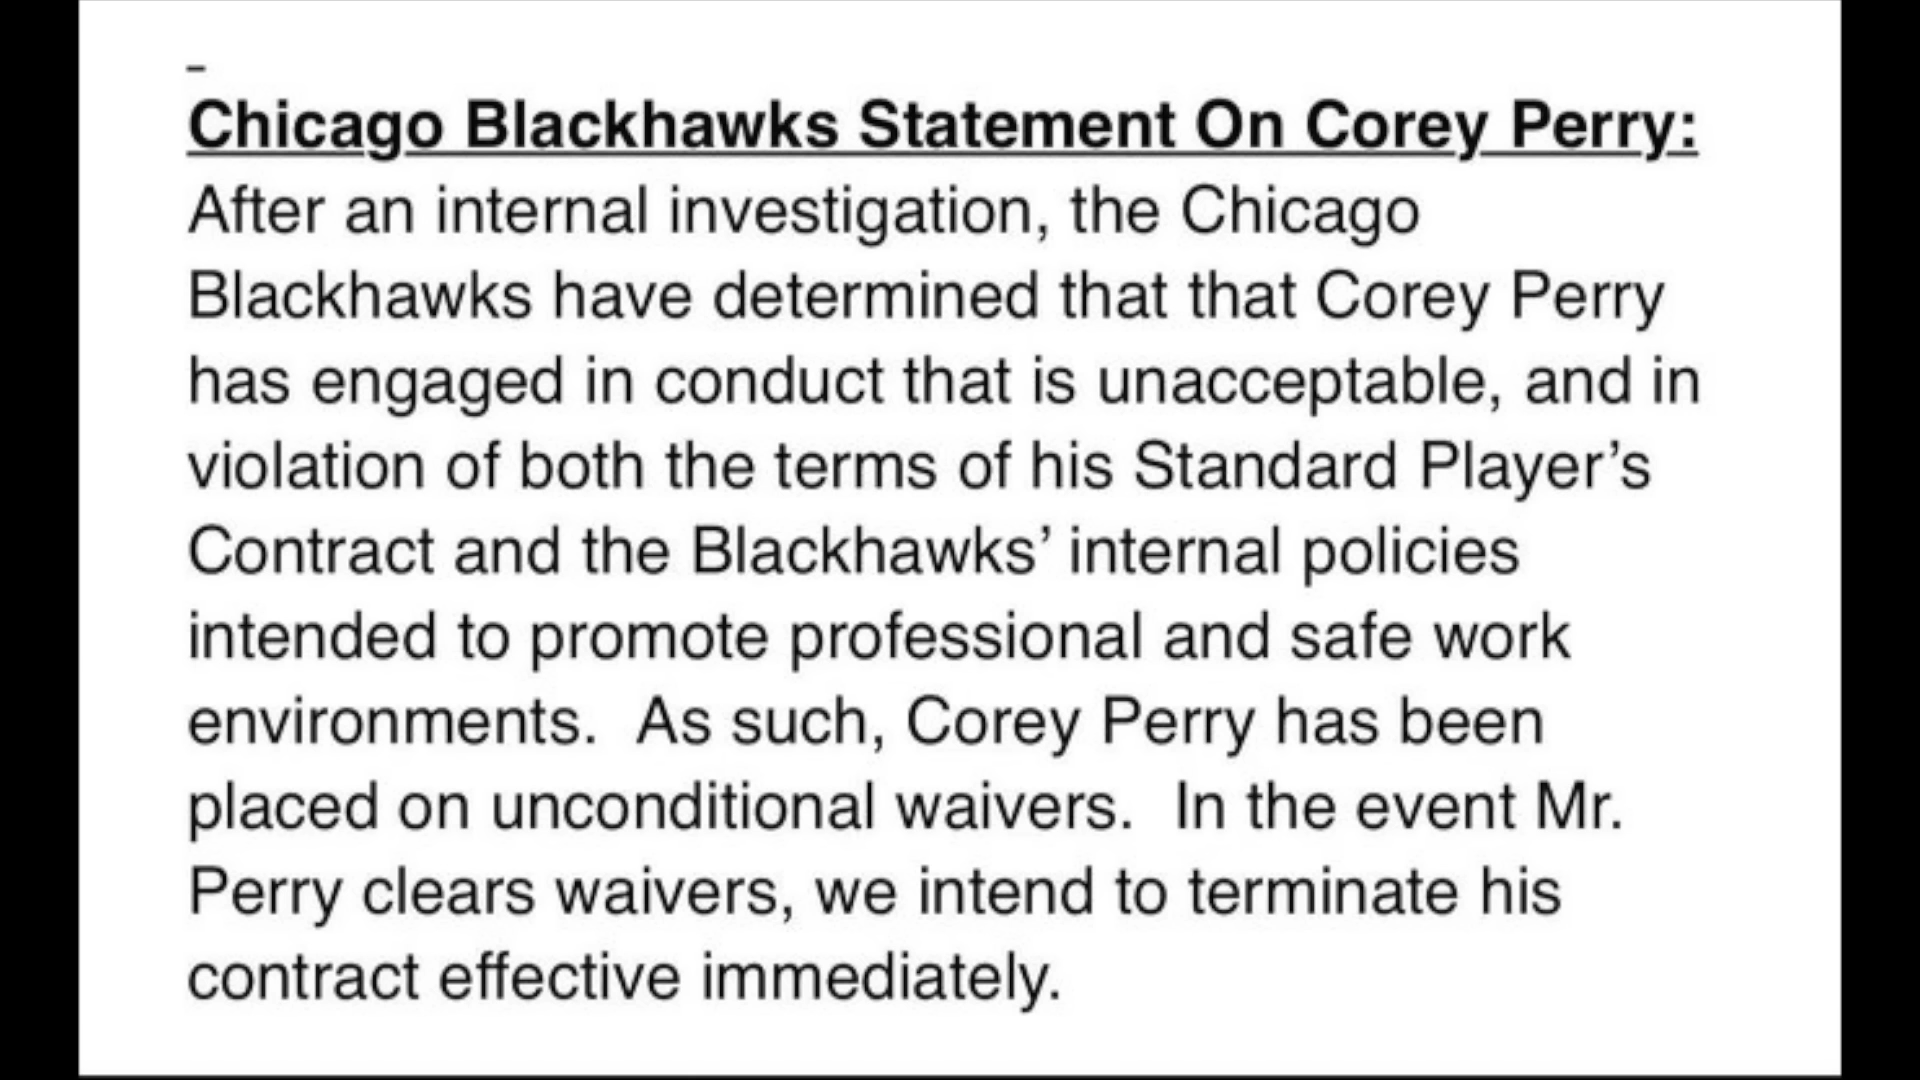 -
Chicago Blackhawks Statement On Corey Perry:
After an internal investigation, the Chicago
Blackhawks have determined that that Corey Perry
has engaged in conduct that is unacceptable, and in
violation of both the terms of his Standard Player’s
Contract and the Blackhawks’ internal policies
intended to promote professional and safe work
environments.  As such, Corey Perry has been
placed on unconditional waivers.  In the event Mr.
Perry clears waivers, we intend to terminate his
contract effective immediately.